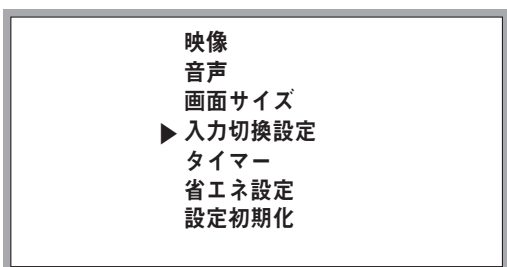 映像
音声
画面サイズ
▶入力切換設定
タイマー
省エネ設定
設定初期化